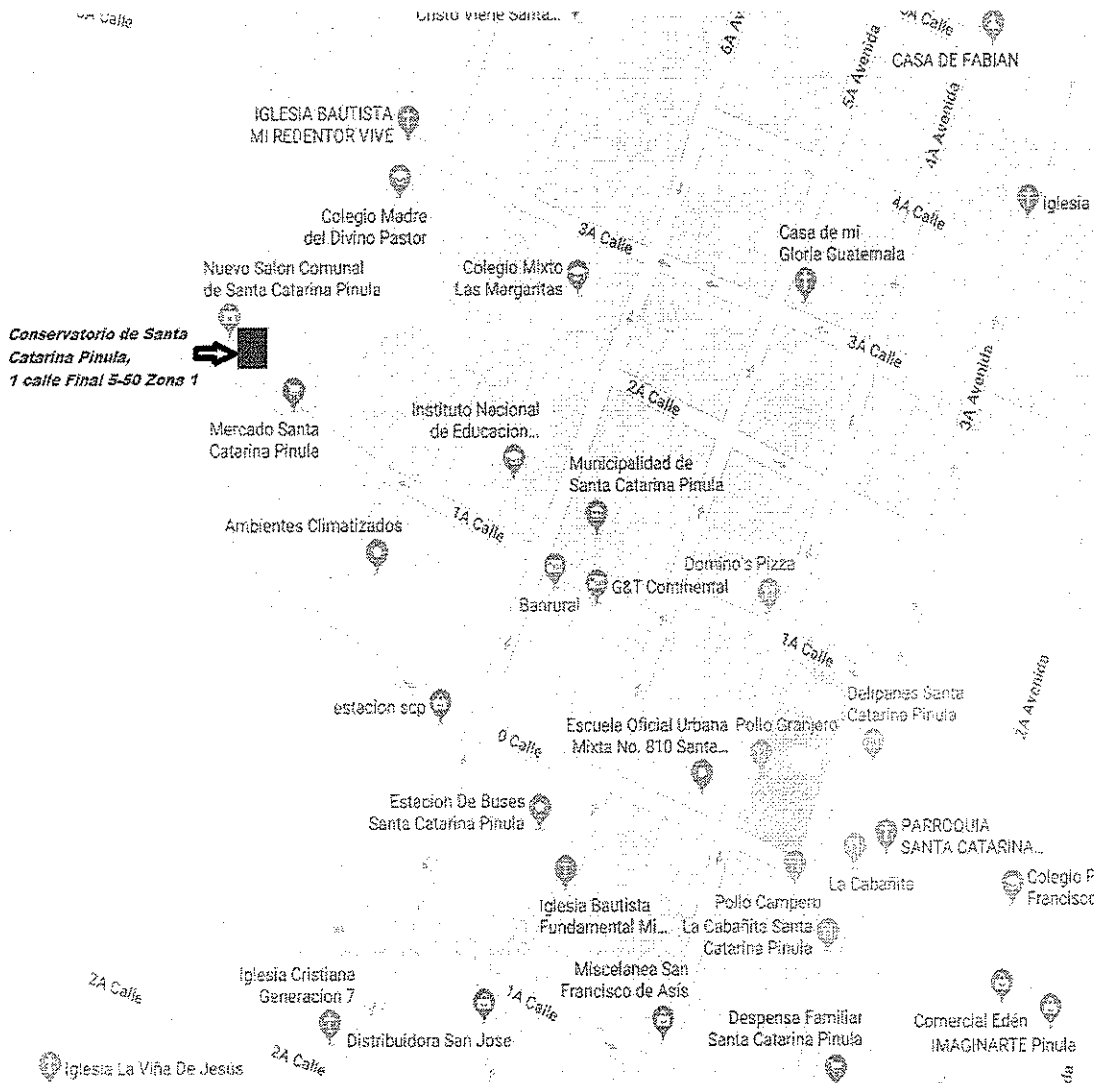 Cristo Viene Santa...
6A Av
5A Avenida
CASA DE FABIAN
4A Avenida
IGLESIA BAUTISTA
MI REDENTOR VIVE
Colegio Madre
del Divino Pastor
4A Calle
Iglesia
3A Calle
Casa de mi
Gloria Guatemala
Nuevo Salon Comunal
de Santa Catarina Pinula
Colegio Mixto
Las Margaritas
Conservatorio de Santa
Catarina Pinula,
1 calle Final 5-50 Zona 1
3A Calle
3A Avenida
2A Calle
Mercado Santa
Catarina Pinula
Instituto Nacional
de Educacion...
Municipalidad de
Santa Catarina Pinula
1A Calle
Ambientes Climatizados
Domino's Pizza
Banrural
G&T Continental
1A Calle
2A Avenida
estacion scp
0 Calle
Escuela Oficial Urbana
Mixta No. 810 Santa...
Pollo Granjero
Delipanes Santa
Catarina Pinula
Estacion De Buses
Santa Catarina Pinula
PARROQUIA
SANTA CATARINA...
La Cabañita
Colegio P
Francisco
Iglesia Bautista
Fundamental Mi...
Pollo Campero
La Cabañita Santa
Catarina Pinula
2A Calle
Iglesia Cristiana
Generacion 7
1A Calle
Miscelanea San
Francisco de Asís
Distribuidora San Jose
Despensa Familiar
Santa Catarina Pinula
Comercial Edén
IMAGINARTE Pinula
2A Calle
Iglesia La Viña De Jesús
da